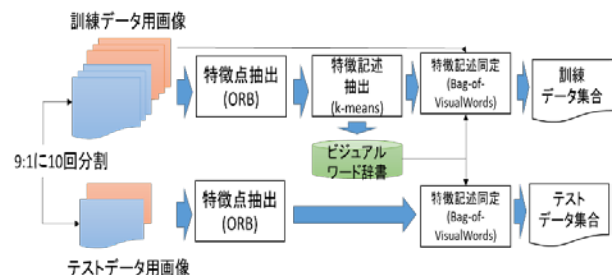 訓練データ用画像
特徴点抽出
(ORB)
特徴記述
抽出
(k-means)
特徴記述同定
(Bag-of-
VisualWords)
訓練
データ集合
ビジュアル
ワード辞書
9:1に10回分割
特徴点抽出
(ORB)
特徴記述同定
(Bag-of-
VisualWords)
テスト
データ集合
テストデータ用画像